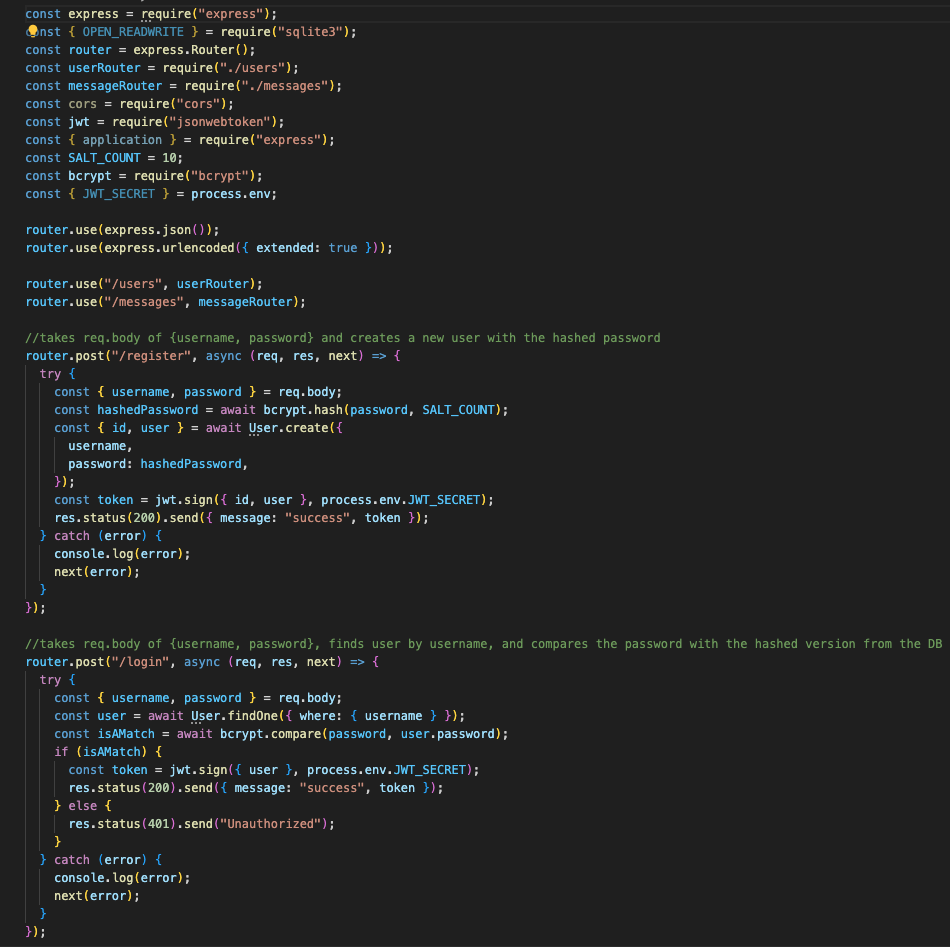 const express = require("express");
const { OPEN_READWRITE } = require("sqlite3");
const router = express.Router();
const userRouter = require("./users");
const messageRouter = require("./messages");
const cors = require("cors");
const jwt = require("jsonwebtoken");
const { application } = require("express");
const SALT_COUNT = 10;
const bcrypt = require("bcrypt");
const { JWT_SECRET } = process.env;

router.use(express.json());
router.use(express.urlencoded({ extended: true }));

router.use("/users", userRouter);
router.use("/messages", messageRouter);

//takes req.body of {username, password} and creates a new user with the hashed password
router.post("/register", async (req, res, next) => {
  try {
    const { username, password } = req.body;
    const hashedPassword = await bcrypt.hash(password, SALT_COUNT);
    const { id, user } = await User.create({
      username,
      password: hashedPassword,
    });
    const token = jwt.sign({ id, user }, process.env.JWT_SECRET);
    res.status(200).send({ message: "success", token });
  } catch (error) {
    console.log(error);
    next(error);
  }
});

//takes req.body of {username, password}, finds user by username, and compares the password with the hashed version from the DB
router.post("/login", async (req, res, next) => {
  try {
    const { username, password } = req.body;
    const user = await User.findOne({ where: { username } });
    const isAMatch = await bcrypt.compare(password, user.password);
    if (isAMatch) {
      const token = jwt.sign({ user }, process.env.JWT_SECRET);
      res.status(200).send({ message: "success", token });
    } else {
      res.status(401).send("Unauthorized");
    }
  } catch (error) {
    console.log(error);
    next(error);
  }
});